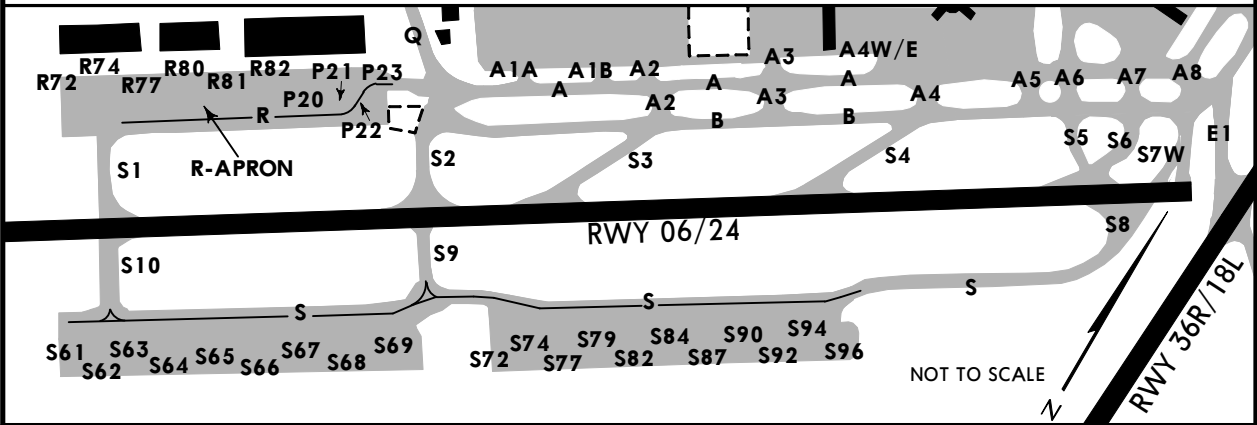 Q
R74 R80 R82 P21 P23 A1A A1B A2 A3 A4W/E
R72 R77 R81 A A A A5 A6 A7 A8
P20 A2 A3 A4
R P22 B B
S1 R-APRON S2 S3 S4 S5 S6 S7W E1
RWY 06/24 S8
S10 S9
S S S
S61 S63 S65 S67 S69 S74 S79 S84 S90 S94
S62 S64 S66 S68 S72 S77 S82 S87 S92 S96
NOT TO SCALE
N
RWY 36R/18L